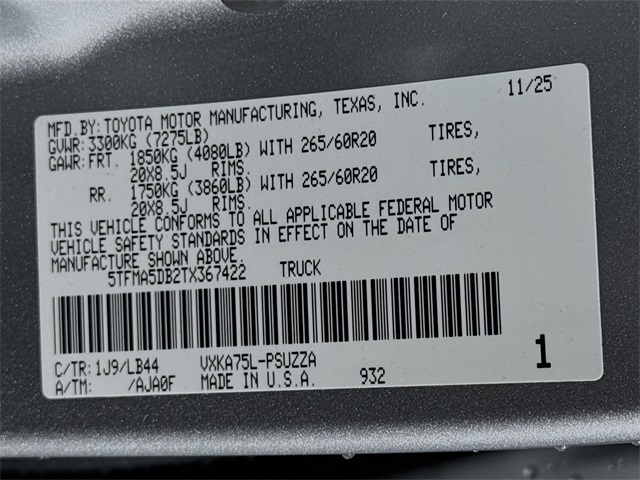 MFD.BY:TOYOTA MOTOR MANUFACTURING, TEXAS, INC. 11/25
GVWR: 3300KG (7275LB)
GAWR:FRT. 1850KG (4080LB) WITH 265/60R20 TIRES,
20X8.5J RIMS.
RR. 1750KG (3860LB) WITH 265/60R20 TIRES,
20X8.5J RIMS.
THIS VEHICLE CONFORMS TO ALL APPLICABLE FEDERAL MOTOR
VEHICLE SAFETY STANDARDS IN EFFECT ON THE DATE OF
MANUFACTURE SHOWN ABOVE.
5TFMA5DB2TX367422 TRUCK
C/TR:1J9/LB44 VXKA75L-PSUZZA
A/TM: /AJA0F MADE IN U.S.A. 932 1